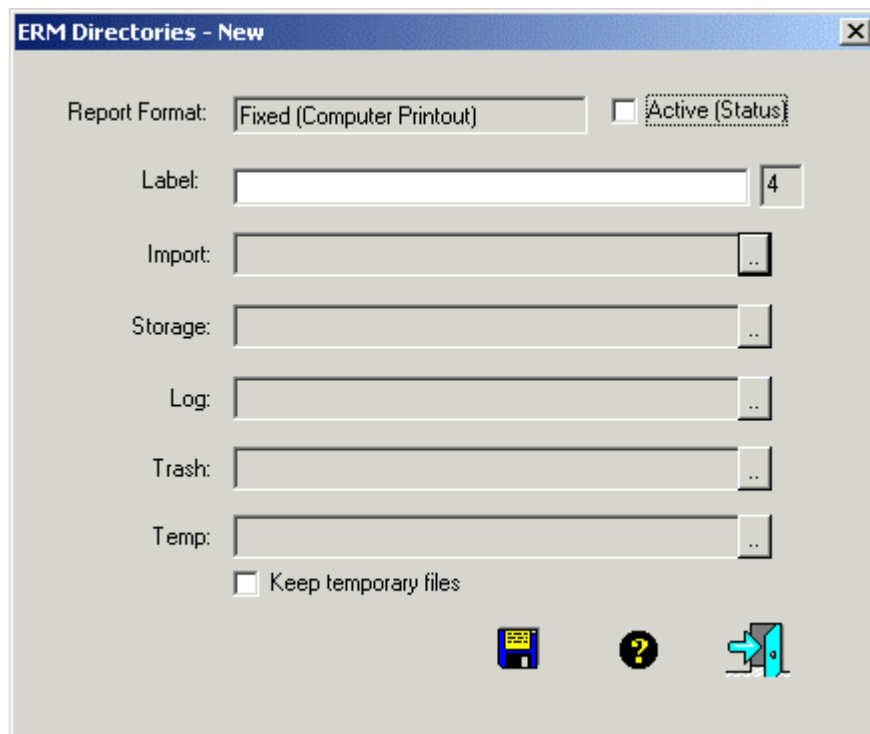 ERM Directories - New
Report Format: Fixed (Computer Printout) Active (Status)
Label: 4
Import: ..
Storage: ..
Log: ..
Trash: ..
Temp: ..
Keep temporary files
?